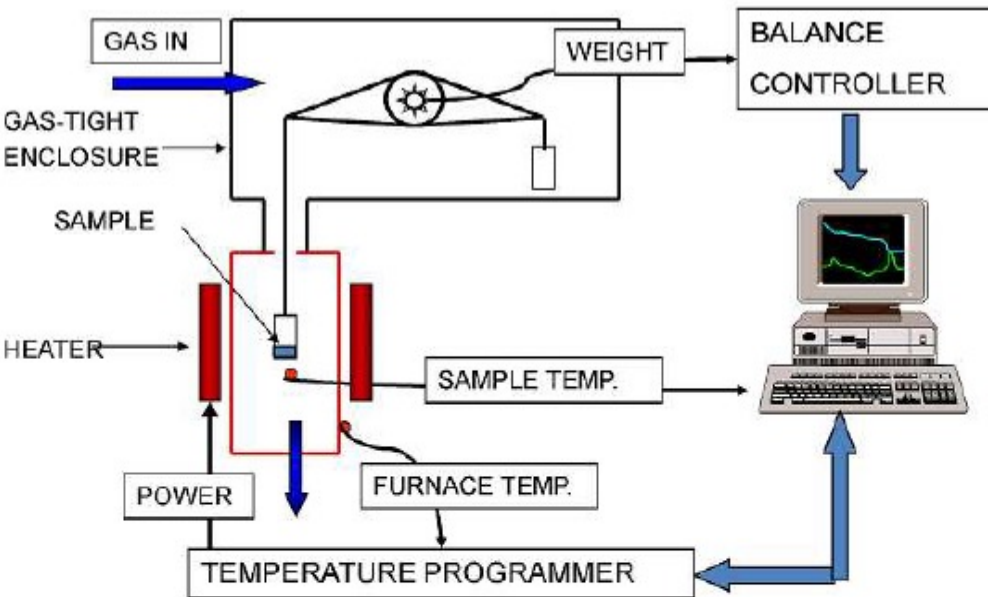 GAS IN
WEIGHT
BALANCE
CONTROLLER
GAS-TIGHT
ENCLOSURE
SAMPLE
HEATER
SAMPLE TEMP.
POWER
FURNACE TEMP.
TEMPERATURE PROGRAMMER